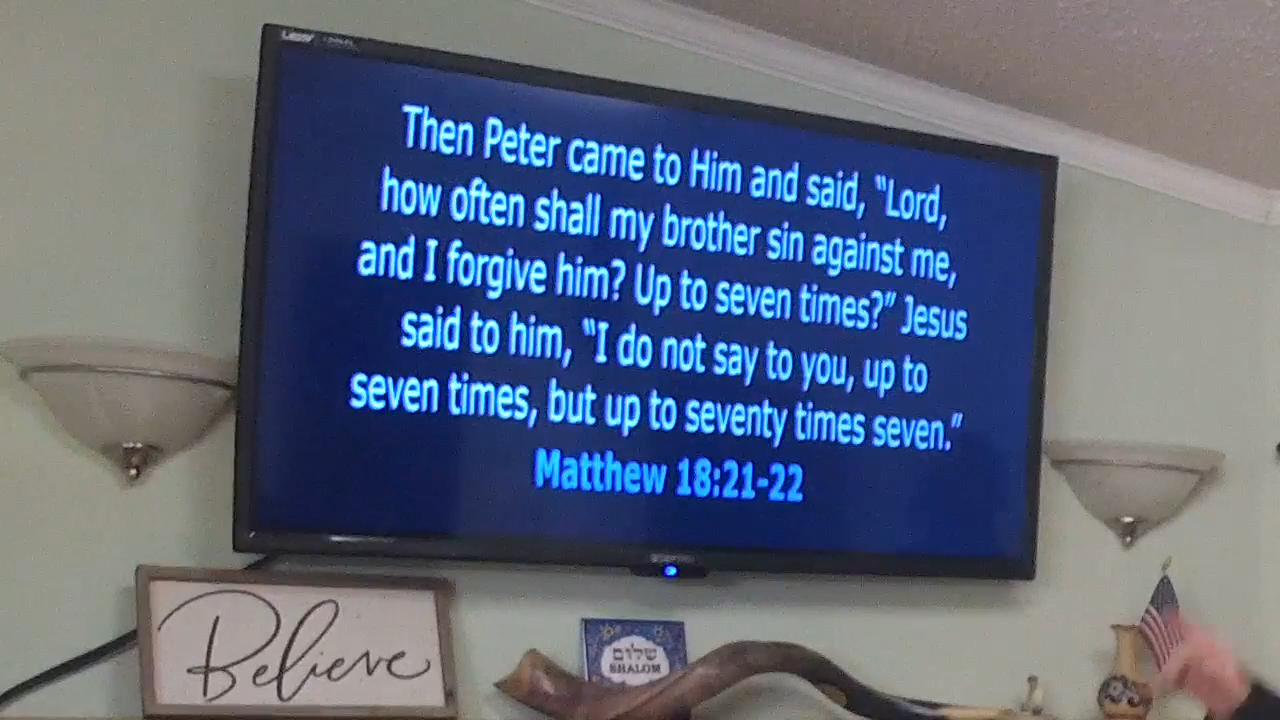 Then Peter came to Him and said, “Lord,
how often shall my brother sin against me,
and I forgive him? Up to seven times?” Jesus
said to him, “I do not say to you, up to
seven times, but up to seventy times seven.”
Matthew 18:21-22
Believe
שלום
SHALOM